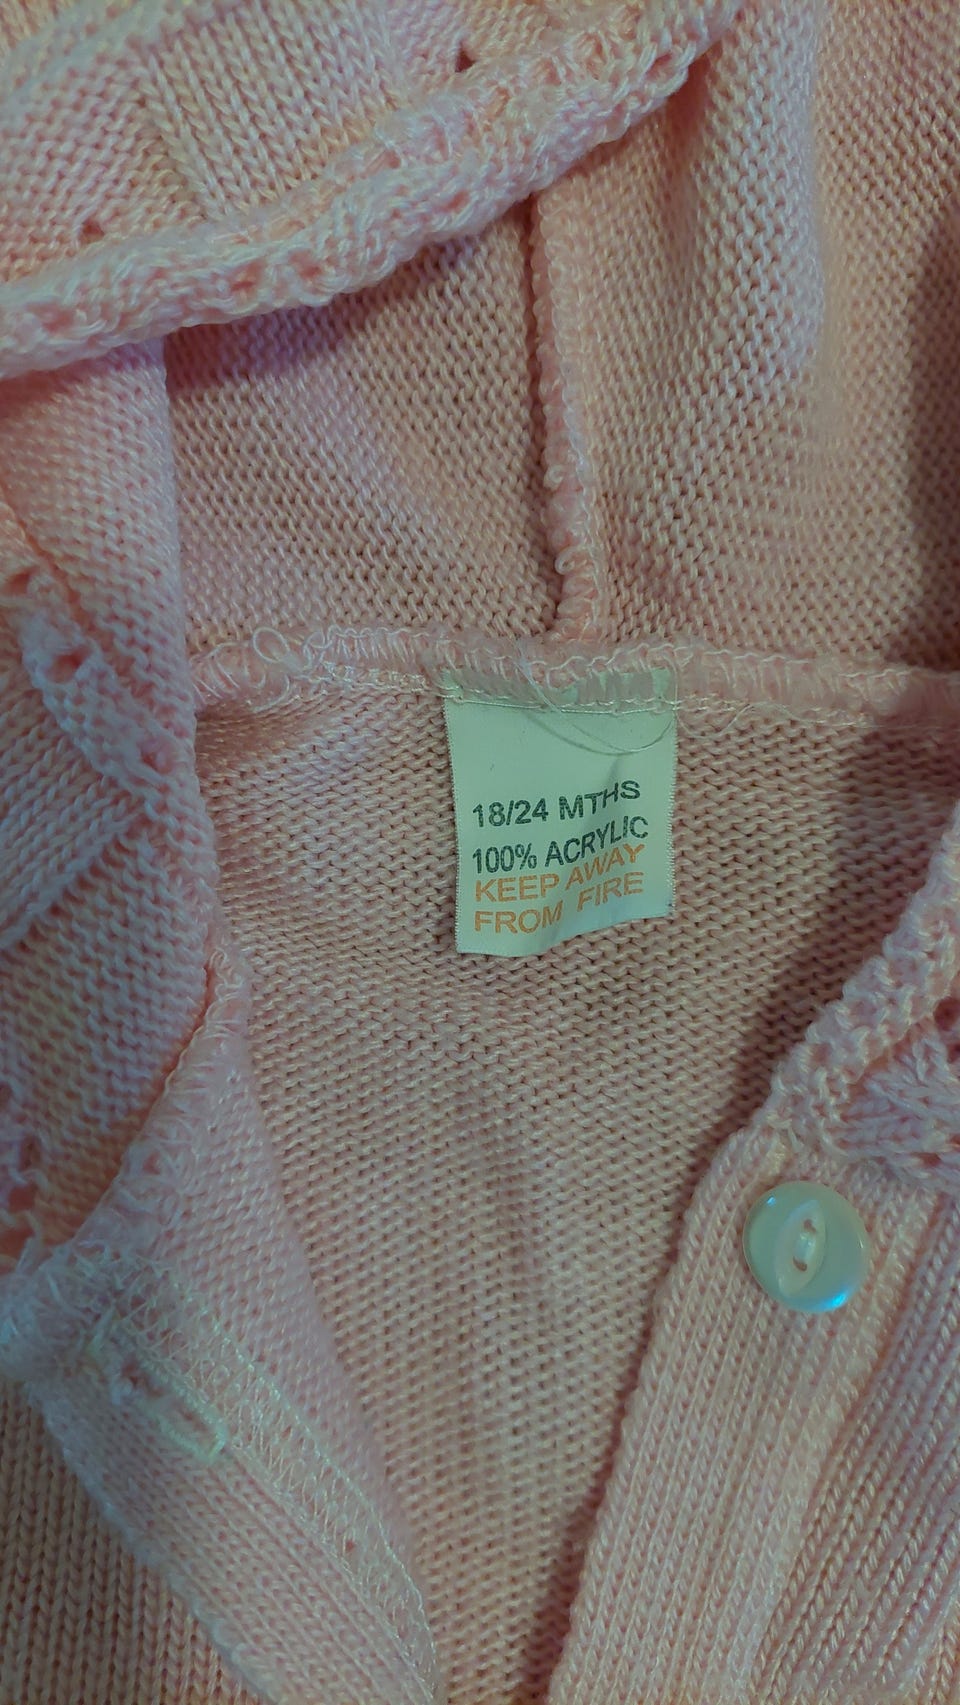 18/24 MTHS
100% ACRYLIC
KEEP AWAY
FROM FIRE